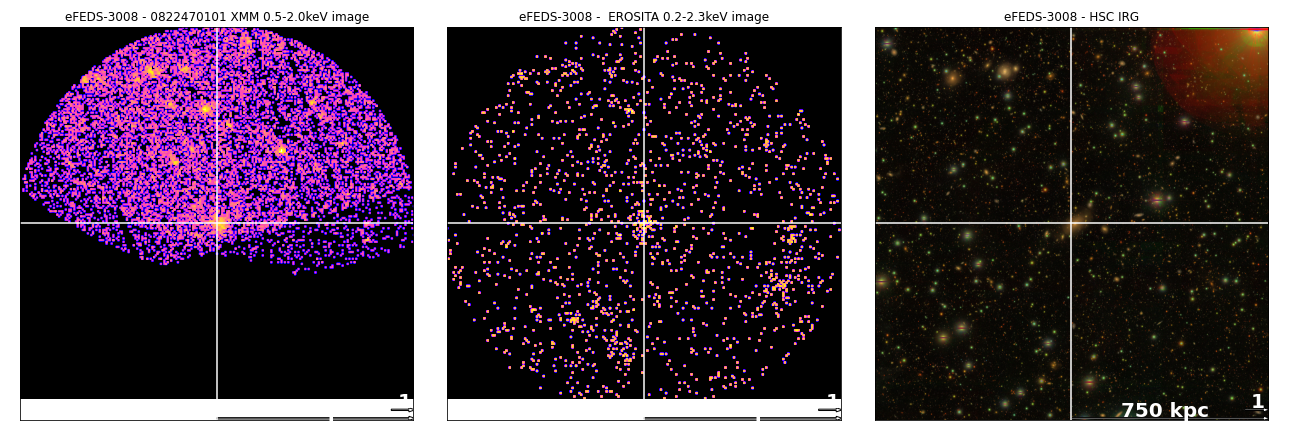 eFEDS-3008 - 0822470101 XMM 0.5-2.0keV image
eFEDS-3008 -  EROSITA 0.2-2.3keV image
eFEDS-3008 - HSC IRG
1
1
1
750 kpc